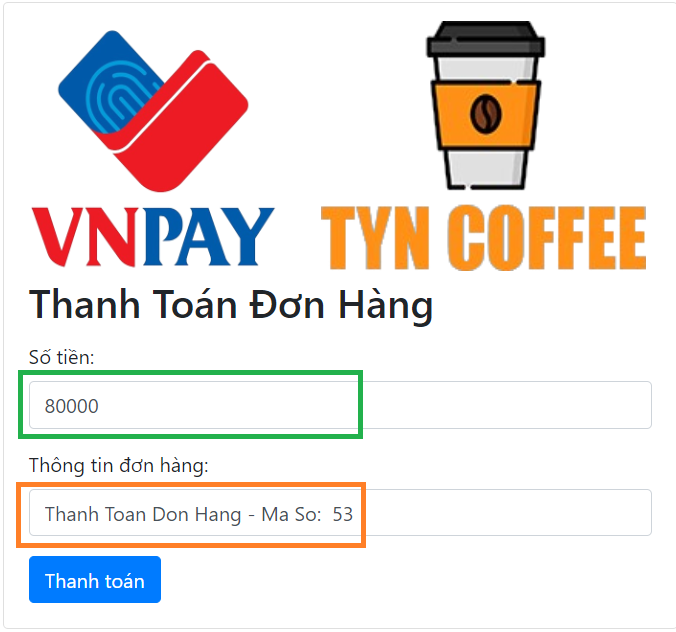 VNPAY
TYN COFFEE
Thanh Toán Đơn Hàng
Số tiền:
80000
Thông tin đơn hàng:
Thanh Toan Don Hang - Ma So:  53
Thanh toán